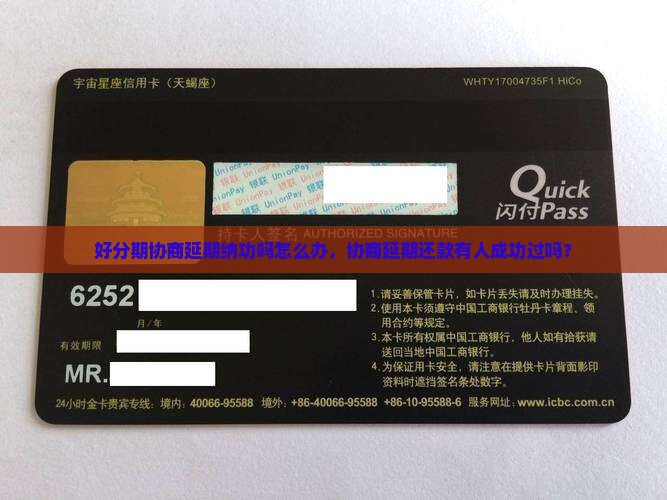 宇宙星座信用卡（天蝎座）
WHTY17004735F1 HiCo
UnionPay 银联 UnionPay 银联 UnionPay
Quick
闪付Pass
持卡人签名 AUTHORIZED SIGNATURE
好分期协商延期纳功吗怎么办，协商延期还款有人成功过吗？
6252
月/年
有效期限
MR.
1.请妥善保管卡片，如卡片丢失请及时办理挂失。
2.使用本卡须遵守中国工商银行牡丹卡章程、领
用合约等规定。
3.本卡所有权属中国工商银行，他人如有拾获请
送回当地中国工商银行。
4.为保证用卡安全，请注意在提供卡片背面影印
资料时遮挡签名条处数字。
24小时金卡贵宾专线：境内：40066-95588 境外：+86-40066-95588 +86-10-95588-6 服务网址：www.icbc.com.cn